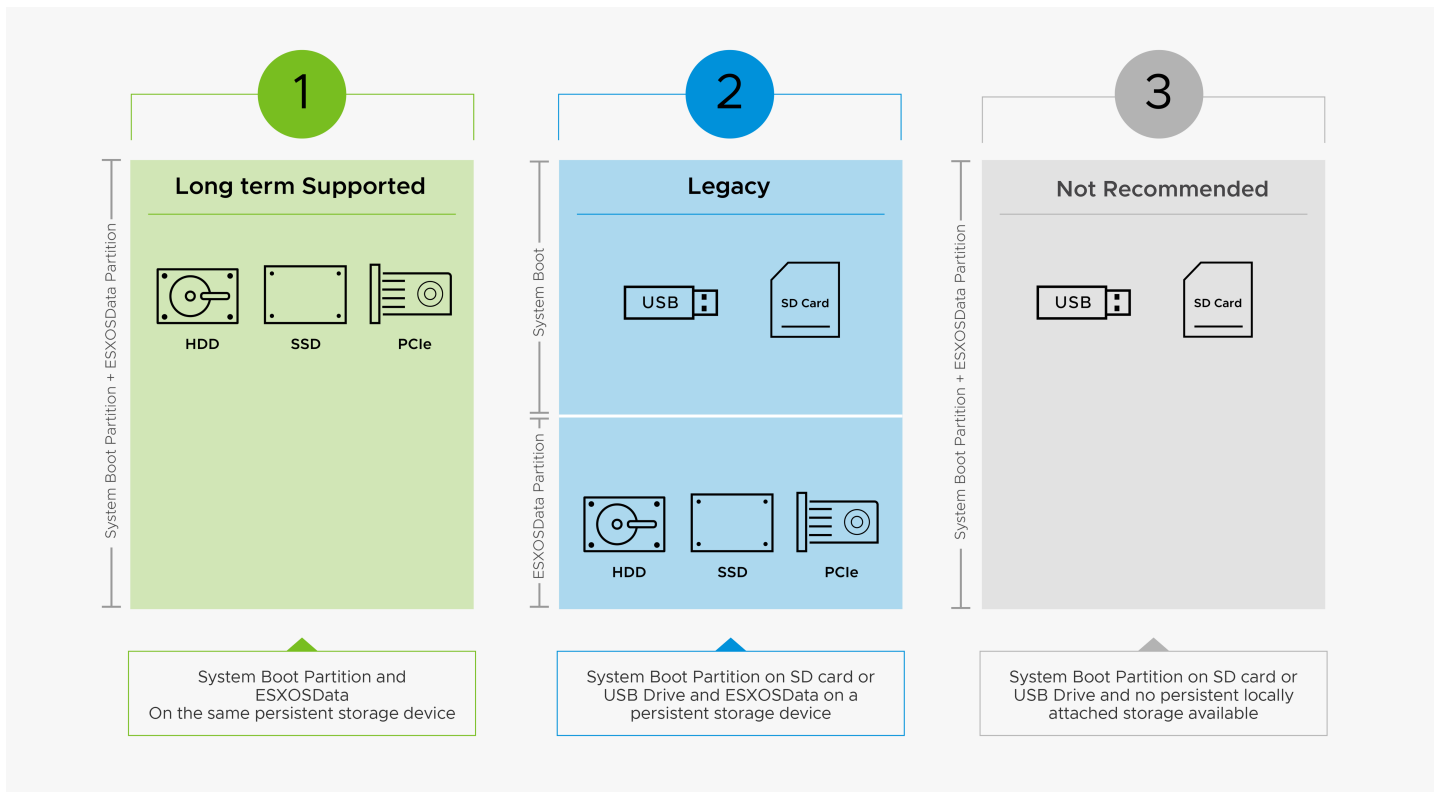 1
Long term Supported
System Boot Partition + ESXOSData Partition
HDD
SSD
PCIe
System Boot Partition and
ESXOSData
On the same persistent storage device
2
Legacy
System Boot
USB
SD Card
ESXOSData Partition
HDD
SSD
PCIe
System Boot Partition on SD card or
USB Drive and ESXOSData on a
persistent storage device
3
Not Recommended
System Boot Partition + ESXOSData Partition
USB
SD Card
System Boot Partition on SD card or
USB Drive and no persistent locally
attached storage available